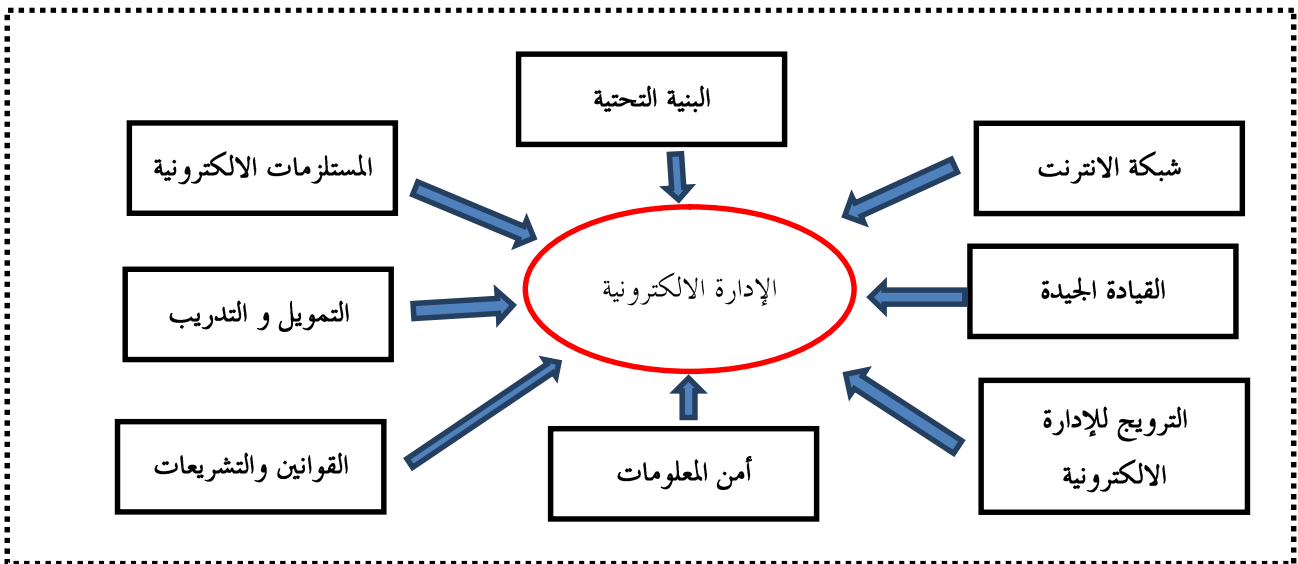 البنية التحتية
شبكة الانترنت
المستلزمات الالكترونية
القيادة الجيدة
الإدارة الالكترونية
التمويل و التدريب
الترويج للإدارة
الالكترونية
أمن المعلومات
القوانين والتشريعات